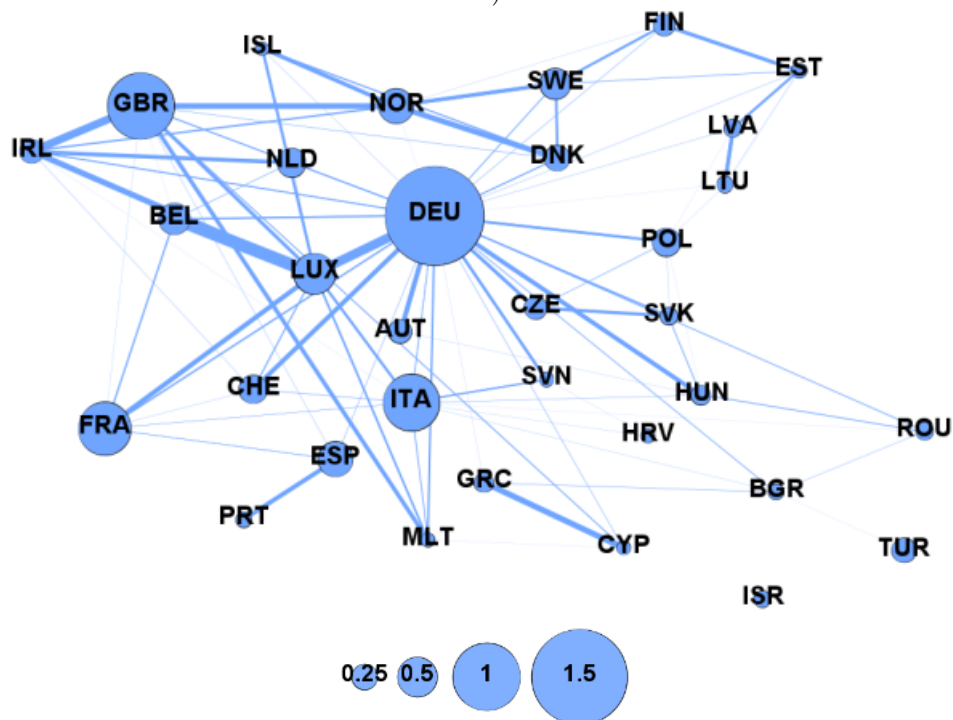 FIN
ISL
EST
SWE
GBR
NOR
LVA
IRL
NLD
DNK
LTU
BEL
DEU
POL
LUX
CZE
SVK
AUT
SVN
CHE
HUN
ITA
FRA
HRV
ROU
ESP
GRC
BGR
PRT
MLT
CYP
TUR
ISR
0.25 0.5 1 1.5